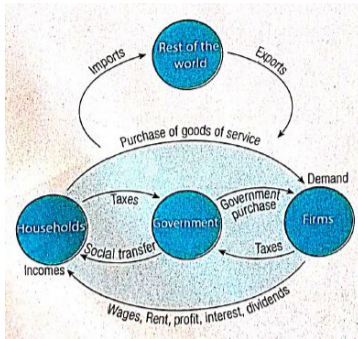 Rest of the
world
Imports
Exports
Purchase of goods of service
Demand
Taxes
Government
purchase
Households
Government
Firms
Social transfer
Taxes
Incomes
Wages, Rent, profit, interest, dividends